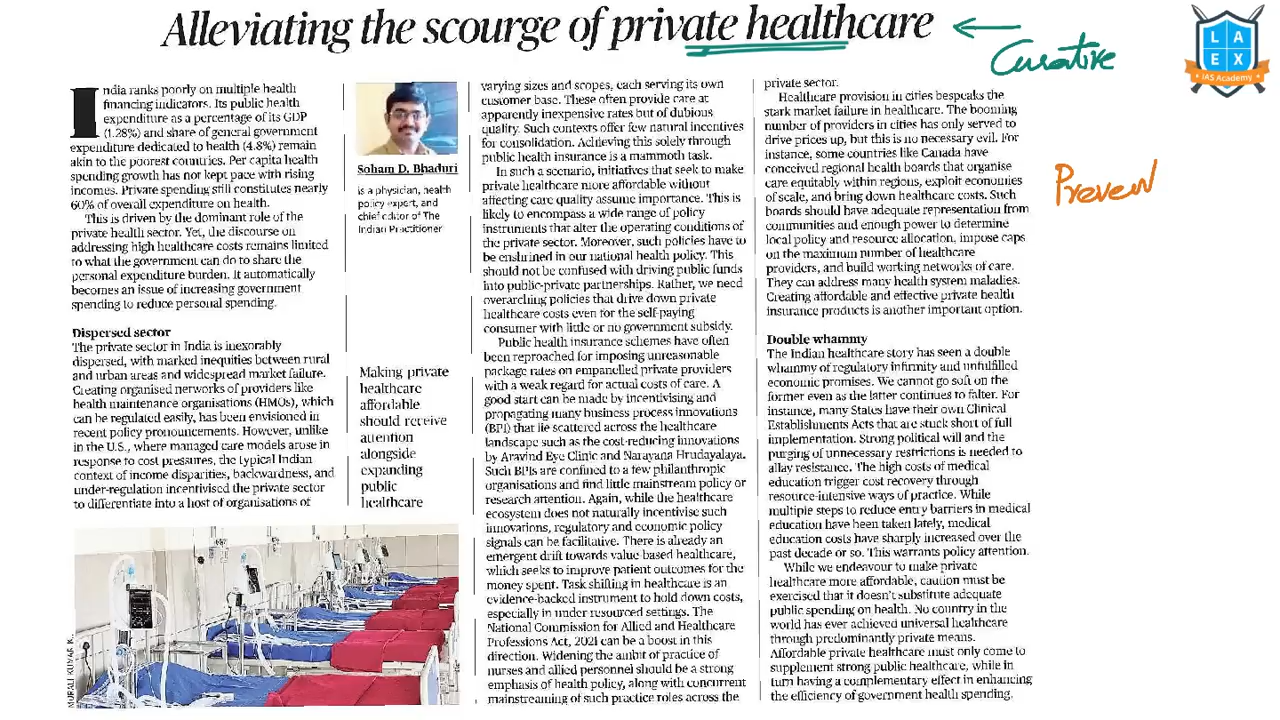 Alleviating the scourge of private healthcare
Curative
L A
E X
IAS Academy
Preven
India ranks poorly on multiple health
financing indicators. Its public health
expenditure as a percentage of its GDP
(1.28%) and share of general government
expenditure dedicated to health (4.8%) remain
akin to the poorest countries. Per capita health
spending growth has not kept pace with rising
incomes. Private spending still constitutes nearly
60% of overall expenditure on health.
This is driven by the dominant role of the
private health sector. Yet, the discourse on
addressing high healthcare costs remains limited
to what the government can do to share the
personal expenditure burden. It automatically
becomes an issue of increasing government
spending to reduce personal spending.
Dispersed sector
The private sector in India is inexorably
dispersed, with marked inequities between rural
and urban areas and widespread market failure.
Creating organised networks of providers like
health maintenance organisations (HMOs), which
can be regulated easily, has been envisioned in
recent policy pronouncements. However, unlike
in the U.S., where managed care models arose in
response to cost pressures, the typical Indian
context of income disparities, backwardness, and
under-regulation incentivised the private sector
to differentiate into a host of organisations of
Soham D. Bhaduri
is a physician, health
policy expert, and
chief editor of The
Indian Practitioner
Making private
healthcare
affordable
should receive
attention
alongside
expanding
public
healthcare
MURALI KUMAR K.
varying sizes and scopes, each serving its own
customer base. These often provide care at
apparently inexpensive rates but of dubious
quality. Such contexts offer few natural incentives
for consolidation. Achieving this solely through
public health insurance is a mammoth task.
In such a scenario, initiatives that seek to make
private healthcare more affordable without
affecting care quality assume importance. This is
likely to encompass a wide range of policy
instruments that alter the operating conditions of
the private sector. Moreover, such policies have to
be enshrined in our national health policy. This
should not be confused with driving public funds
into public-private partnerships. Rather, we need
overarching policies that drive down private
healthcare costs even for the self-paying
consumer with little or no government subsidy.
Public health insurance schemes have often
been reproached for imposing unreasonable
package rates on empanelled private providers
with a weak regard for actual costs of care. A
good start can be made by incentivising and
propagating many business process innovations
(BPI) that lie scattered across the healthcare
landscape such as the cost-reducing innovations
by Aravind Eye Clinic and Narayana Hrudayalaya.
Such BPIs are confined to a few philanthropic
organisations and find little mainstream policy or
research attention. Again, while the healthcare
ecosystem does not naturally incentivise such
innovations, regulatory and economic policy
signals can be facilitative. There is already an
emergent drift towards value-based healthcare,
which seeks to improve patient outcomes for the
money spent. Task shifting in healthcare is an
evidence-backed instrument to hold down costs,
especially in under-resourced settings. The
National Commission for Allied and Healthcare
Professions Act, 2021 can be a boost in this
direction. Widening the ambit of practice of
nurses and allied personnel should be a strong
emphasis of health policy, along with concurrent
mainstreaming of such practice roles across the
private sector.
Healthcare provision in cities bespeaks the
stark market failure in healthcare. The booming
number of providers in cities has only served to
drive prices up, but this is no necessary evil. For
instance, some countries like Canada have
conceived regional health boards that organise
care equitably within regions, exploit economies
of scale, and bring down healthcare costs. Such
boards should have adequate representation from
communities and enough power to determine
local policy and resource allocation, impose caps
on the maximum number of healthcare
providers, and build working networks of care.
They can address many health system maladies.
Creating affordable and effective private health
insurance products is another important option.
Double whammy
The Indian healthcare story has seen a double
whammy of regulatory infirmity and unfulfilled
economic promises. We cannot go soft on the
former even as the latter continues to falter. For
instance, many States have their own Clinical
Establishments Acts that are stuck short of full
implementation. Strong political will and the
purging of unnecessary restrictions is needed to
allay resistance. The high costs of medical
education trigger cost recovery through
resource-intensive ways of practice. While
multiple steps to reduce entry barriers in medical
education have been taken lately, medical
education costs have sharply increased over the
past decade or so. This warrants policy attention.
While we endeavour to make private
healthcare more affordable, caution must be
exercised that it doesn't substitute adequate
public spending on health. No country in the
world has ever achieved universal healthcare
through predominantly private means.
Affordable private healthcare must only come to
supplement strong public healthcare, while in
turn having a complementary effect in enhancing
the efficiency of government health spending.